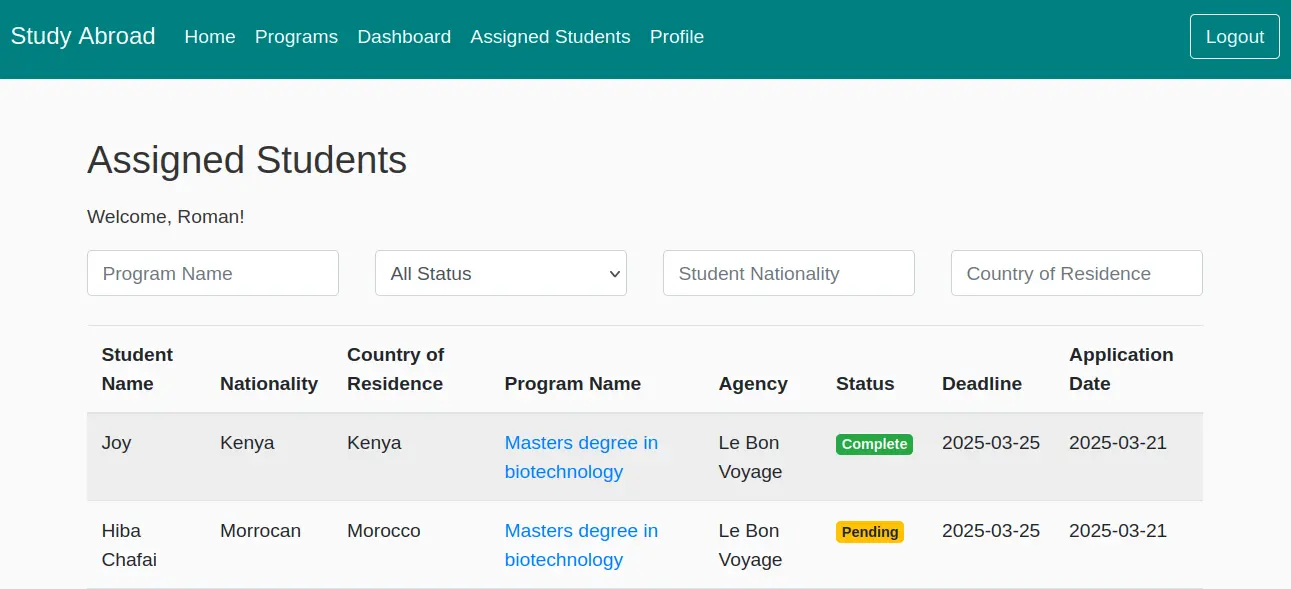 Study Abroad Home Programs Dashboard Assigned Students Profile Logout
Assigned Students
Welcome, Roman!
Program Name All Status Student Nationality Country of Residence
Student Name Nationality Country of Residence Program Name Agency Status Deadline Application Date
Joy Kenya Kenya Masters degree in biotechnology Le Bon Voyage Complete 2025-03-25 2025-03-21
Hiba Chafai Morrocan Morocco Masters degree in biotechnology Le Bon Voyage Pending 2025-03-25 2025-03-21